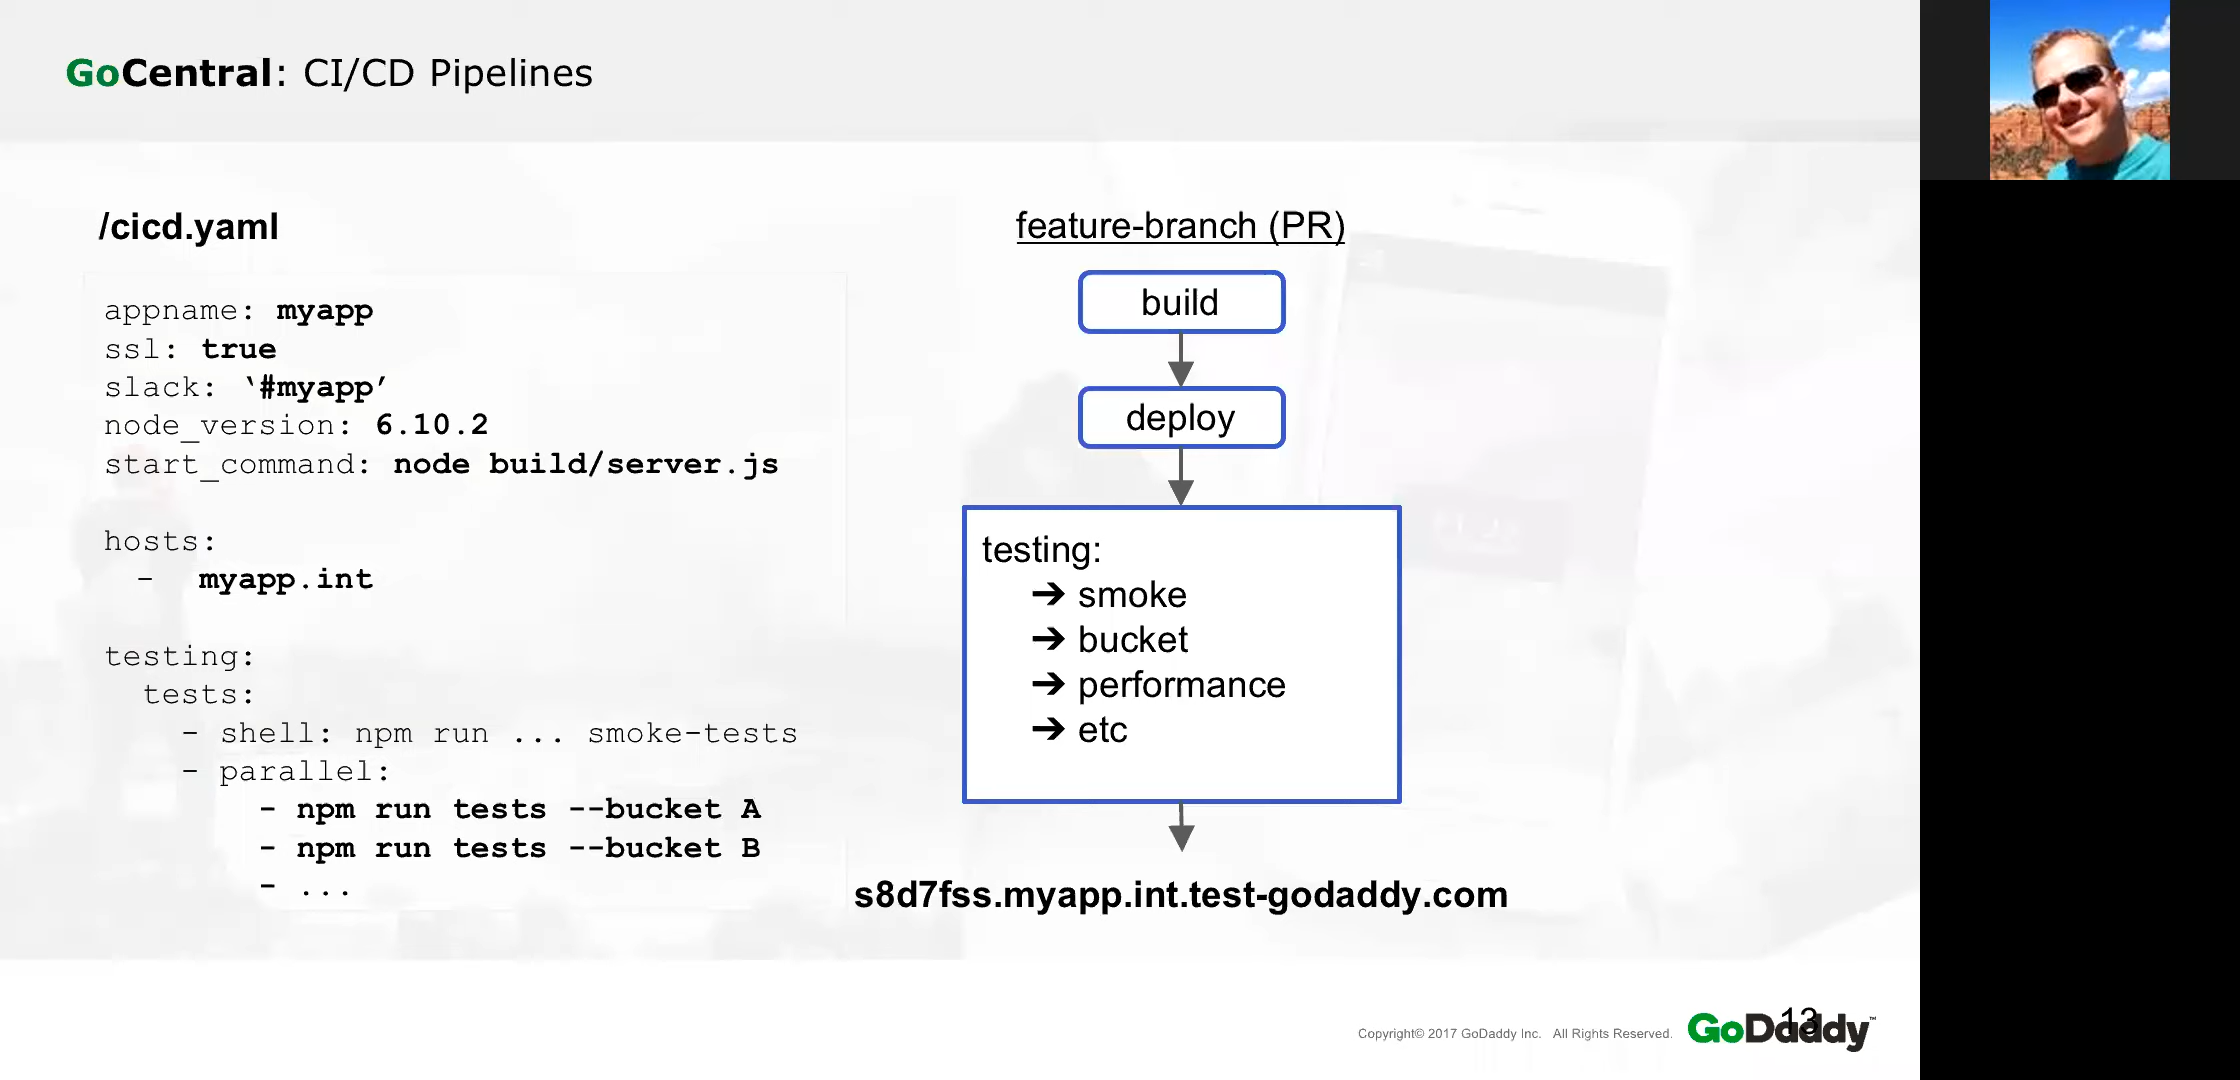 GoCentral: CI/CD Pipelines
/cicd.yaml
appname: myapp
ssl: true
slack: ‘#myapp’
node_version: 6.10.2
start_command: node build/server.js
hosts:
- myapp.int
testing:
tests:
- shell: npm run ... smoke-tests
- parallel:
- npm run tests --bucket A
- npm run tests --bucket B
- ...
feature-branch (PR)
build
deploy
testing:
➔ smoke
➔ bucket
➔ performance
➔ etc
s8d7fss.myapp.int.test-godaddy.com
Copyright© 2017 GoDaddy Inc. All Rights Reserved.
GoDaddy™
13